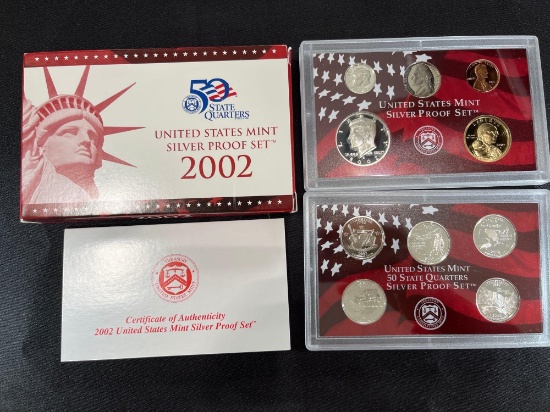 50
STATE
QUARTERS
UNITED STATES MINT
SILVER PROOF SET™
2002
Certificate of Authenticity
2002 United States Mint Silver Proof Set™
UNITED STATES MINT
SILVER PROOF SET™
UNITED STATES MINT
50 STATE QUARTERS
SILVER PROOF SET™